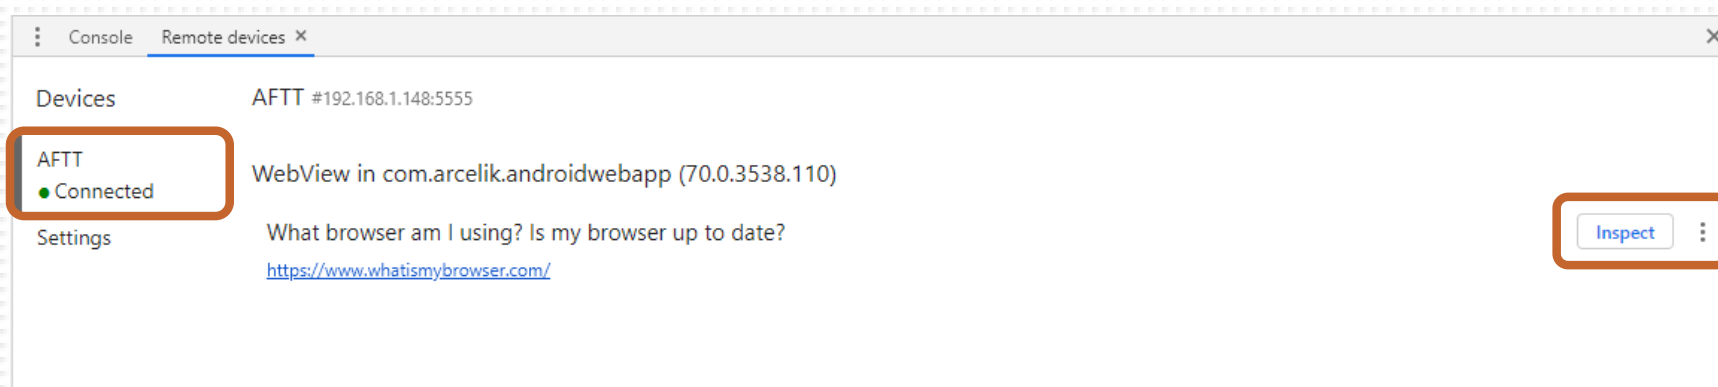 Console Remote devices ×
Devices
AFTT #192.168.1.148:5555
AFTT
Connected
WebView in com.arcelik.androidwebapp (70.0.3538.110)
Settings
What browser am I using? Is my browser up to date?
Inspect
https://www.whatismybrowser.com/